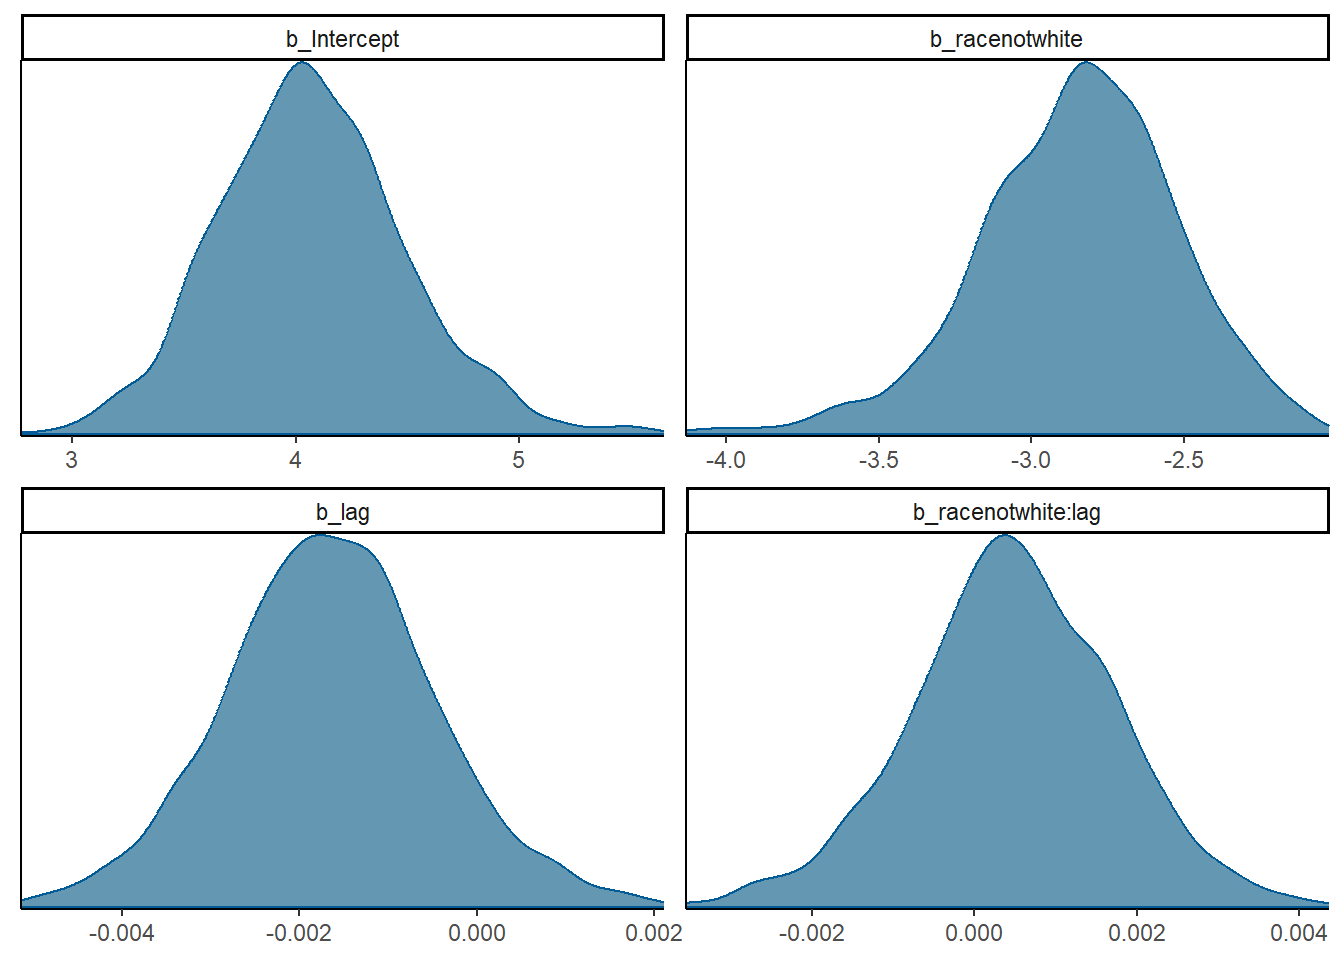 b_Intercept
b_racenotwhite
3 4 5
-4.0 -3.5 -3.0 -2.5
b_lag
b_racenotwhite:lag
-0.004 -0.002 0.000 0.002
-0.002 0.000 0.002 0.004